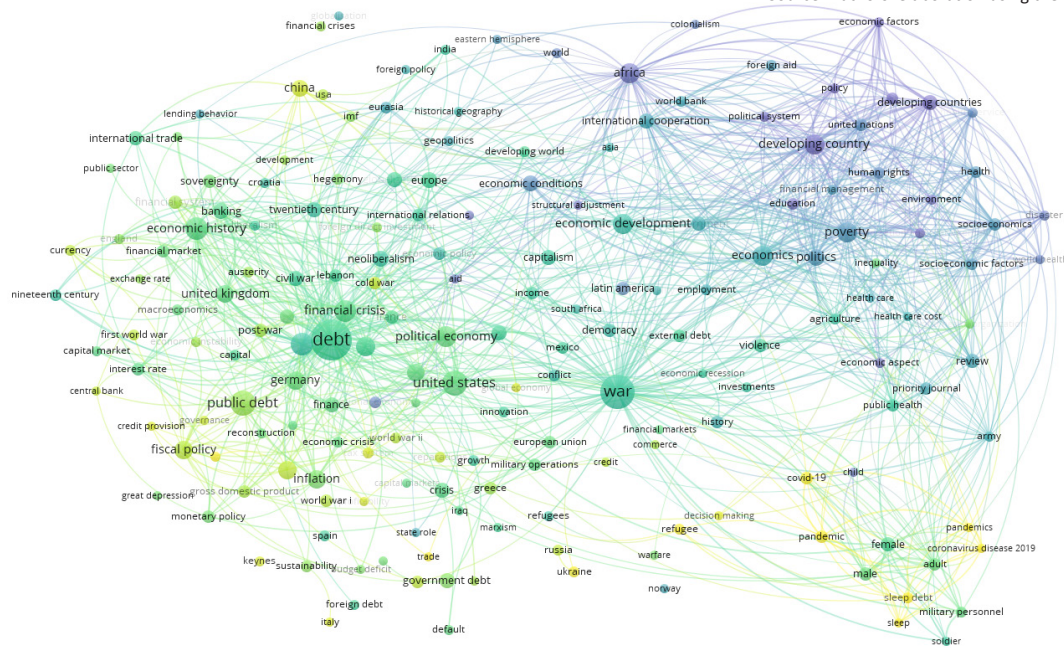 financial crises
colonialism
economic factors
eastern hemisphere
india
world
foreign policy
africa
foreign aid
china
usa
policy
lending behavior
imf
eurasia
historical geography
world bank
developing countries
international trade
geopolitics
international cooperation
political system
united nations
developing world
asia
developing country
development
public sector
sovereignty
croatia
hegemony
europe
economic conditions
human rights
health
financial management
structural adjustment
education
environment
banking
twentieth century
international relations
economic development
disaster
socioeconomics
economic history
england
poverty
currency
financial market
neoliberalism
capitalism
economics
politics
inequality
socioeconomic factors
exchange rate
austerity
civil war
lebanon
cold war
aid
nineteenth century
united kingdom
income
latin america
employment
health care
macroeconomics
financial crisis
south africa
agriculture
health care cost
first world war
post-war
debt
political economy
democracy
external debt
violence
capital market
capital
mexico
economic aspect
review
interest rate
conflict
economic recession
central bank
germany
united states
global economy
war
investments
priority journal
public debt
finance
innovation
public health
credit provision
governance
reconstruction
history
financial markets
fiscal policy
economic crisis
world war ii
european union
commerce
army
growth
military operations
credit
inflation
covid-19
child
great depression
gross domestic product
capital markets
crisis
greece
world war i
monetary policy
iraq
refugees
decision making
marxism
state role
refugee
pandemic
pandemics
spain
female
coronavirus disease 2019
keynes
sustainability
budget deficit
trade
russia
warfare
adult
ukraine
male
government debt
norway
sleep debt
foreign debt
military personnel
italy
default
sleep
soldier